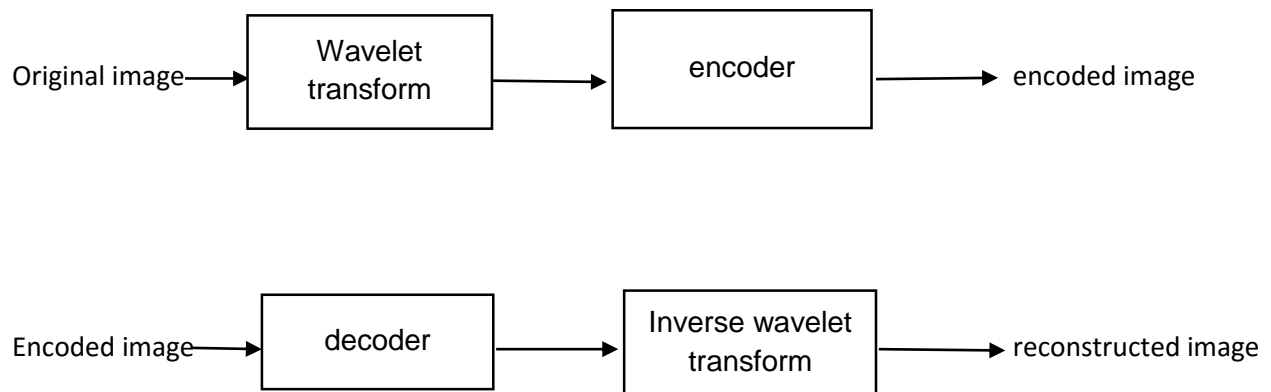 Original image
Wavelet
transform
encoder
encoded image
Encoded image
decoder
Inverse wavelet
transform
reconstructed image